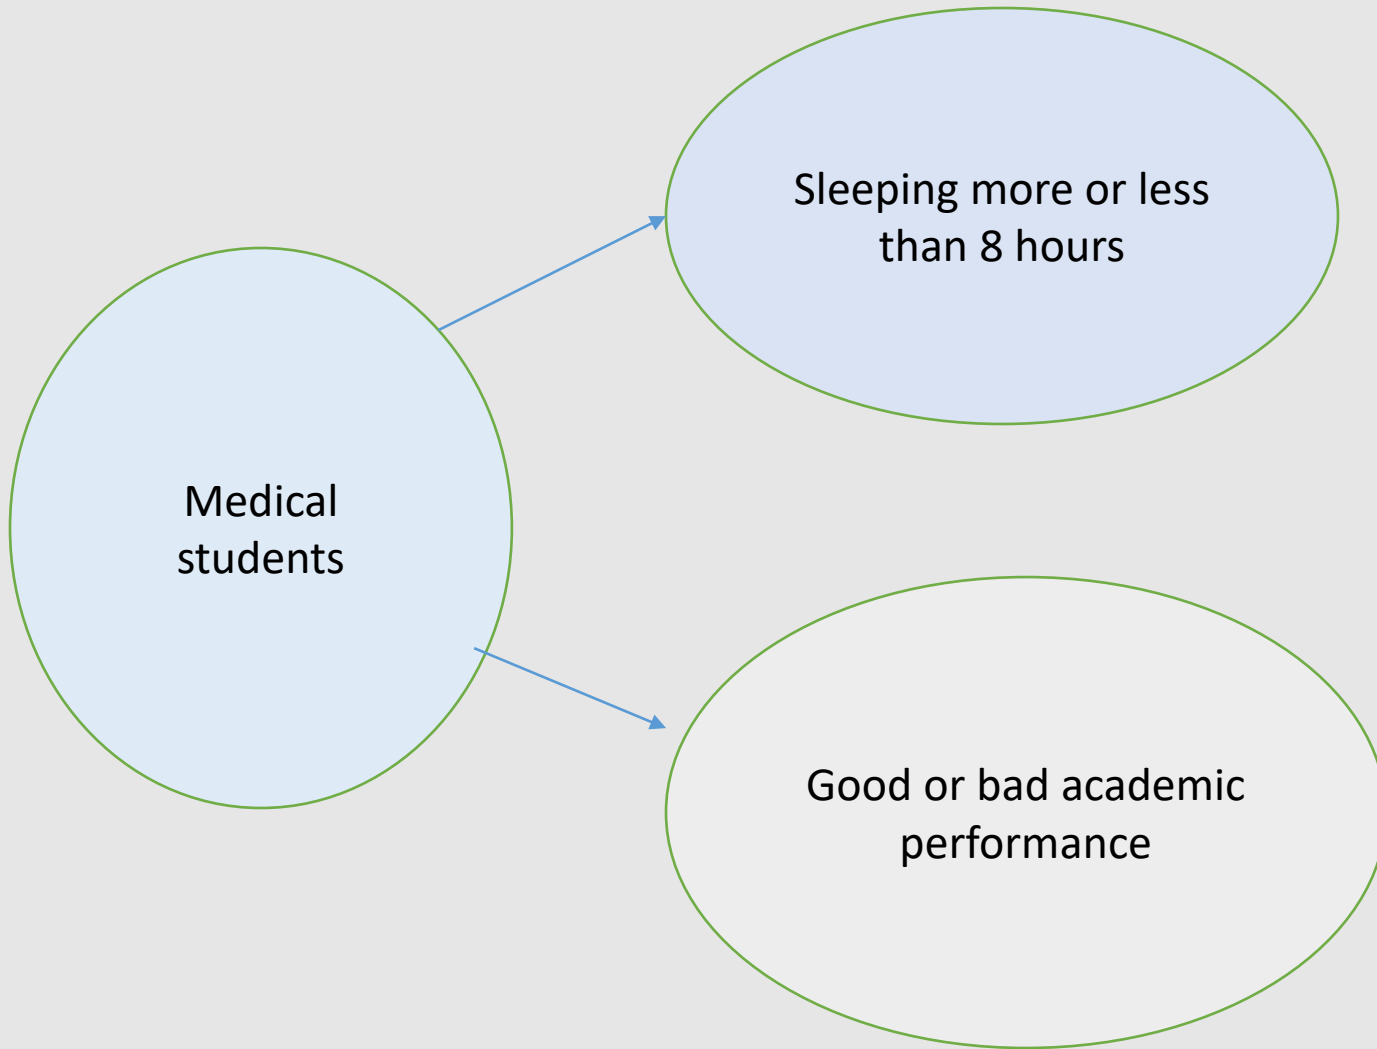 Sleeping more or less
than 8 hours
Medical
students
Good or bad academic
performance